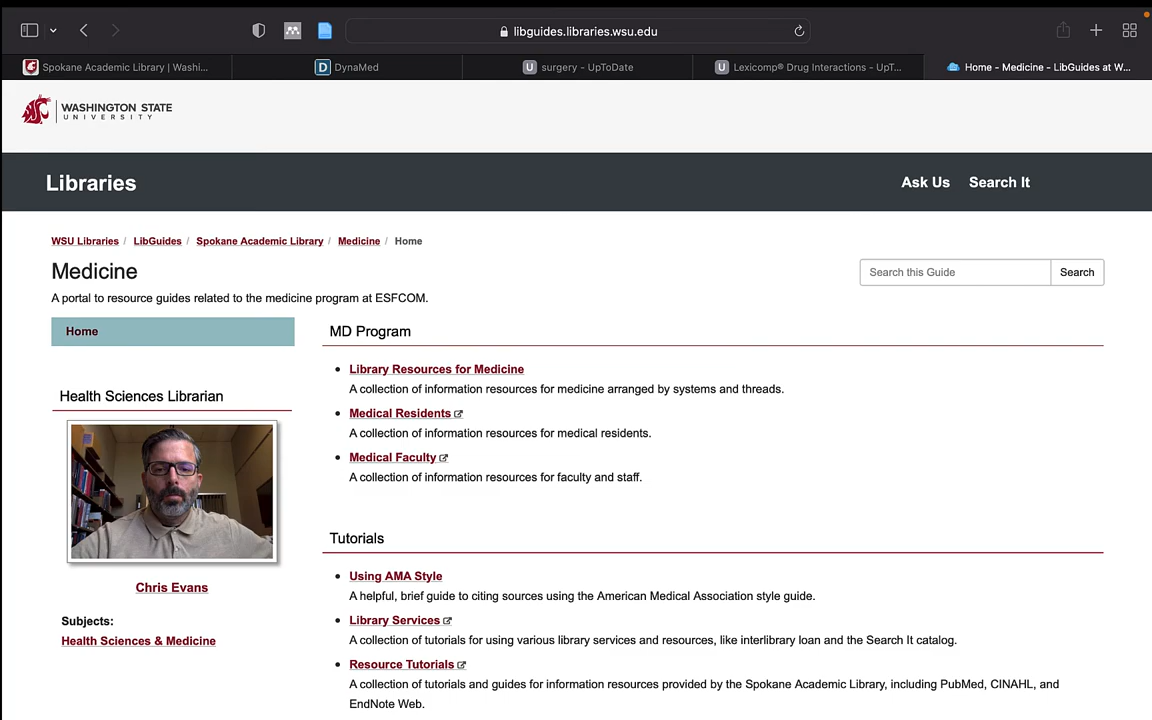 libguides.libraries.wsu.edu
Spokane Academic Library | Washi...
DynaMed
surgery - UpToDate
Lexicomp® Drug Interactions - UpT...
Home - Medicine - LibGuides at W...
WASHINGTON STATE
UNIVERSITY
Libraries
Ask Us
Search It
WSU Libraries / LibGuides / Spokane Academic Library / Medicine / Home
Medicine
Search this Guide
Search
A portal to resource guides related to the medicine program at ESFCOM.
Home
MD Program
Library Resources for Medicine
A collection of information resources for medicine arranged by systems and threads.
Medical Residents
A collection of information resources for medical residents.
Medical Faculty
A collection of information resources for faculty and staff.
Health Sciences Librarian
Chris Evans
Subjects:
Health Sciences & Medicine
Tutorials
Using AMA Style
A helpful, brief guide to citing sources using the American Medical Association style guide.
Library Services
A collection of tutorials for using various library services and resources, like interlibrary loan and the Search It catalog.
Resource Tutorials
A collection of tutorials and guides for information resources provided by the Spokane Academic Library, including PubMed, CINAHL, and
EndNote Web.